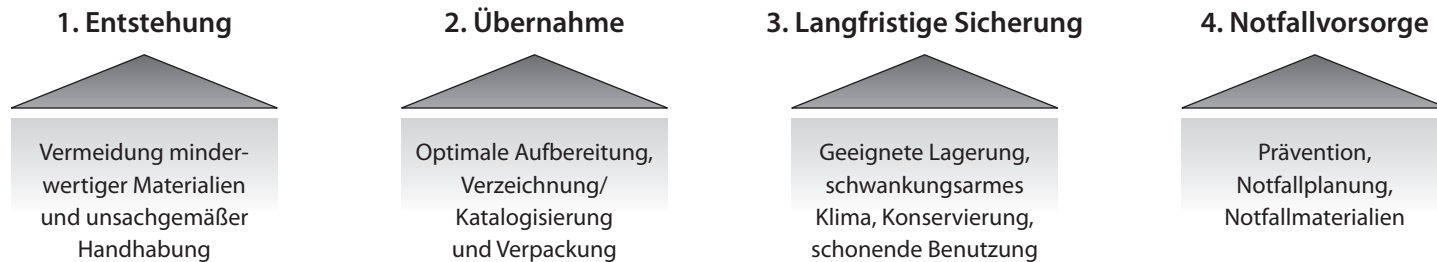 1. Entstehung
Vermeidung minder-
wertiger Materialien
und unsachgemäßer
Handhabung
2. Übernahme
Optimale Aufbereitung,
Verzeichnung/
Katalogisierung
und Verpackung
3. Langfristige Sicherung
Geeignete Lagerung,
schwankungsarmes
Klima, Konservierung,
schonende Benutzung
4. Notfallvorsorge
Prävention,
Notfallplanung,
Notfallmaterialien